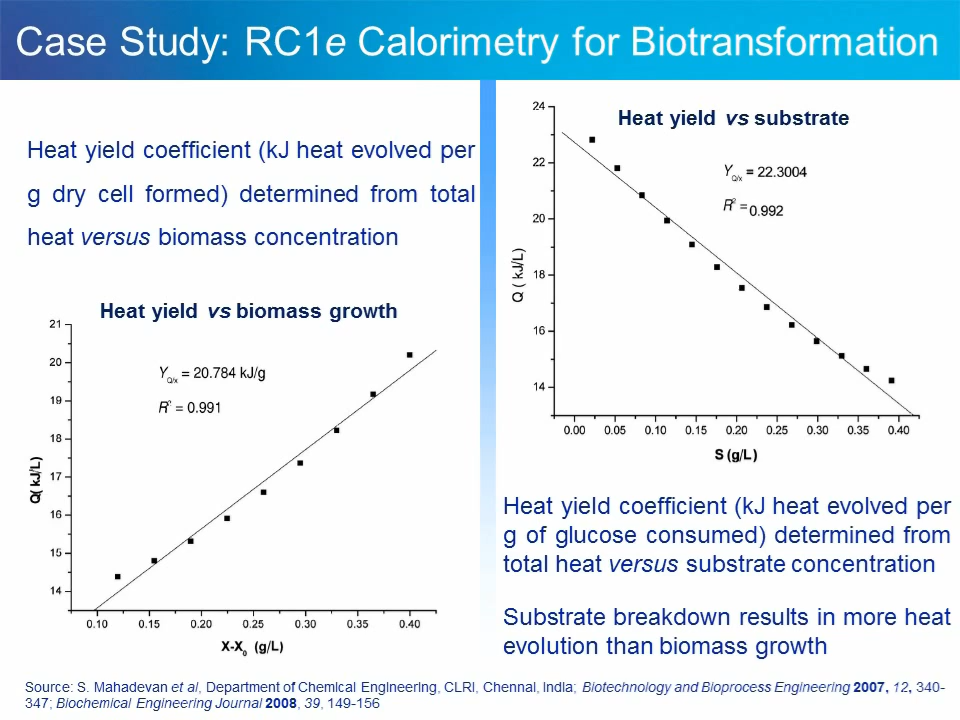 Case Study: RC1e Calorimetry for Biotransformation
Heat yield coefficient (kJ heat evolved per
g dry cell formed) determined from total
heat versus biomass concentration
Heat yield vs biomass growth
21
20
19
18
17
16
15
14
Q( kJ/L)
Y Q/x = 20.784 kJ/g
R² = 0.991
0.10 0.15 0.20 0.25 0.30 0.35 0.40
X-X₀ (g/L)
Heat yield vs substrate
24
22
20
18
16
14
Q ( kJ/L)
Y Q/x = 22.3004
R² = 0.992
0.00 0.05 0.10 0.15 0.20 0.25 0.30 0.35 0.40
S (g/L)
Heat yield coefficient (kJ heat evolved per
g of glucose consumed) determined from
total heat versus substrate concentration
Substrate breakdown results in more heat
evolution than biomass growth
Source: S. Mahadevan et al, Department of Chemical Engineering, CLRI, Chennai, India; Biotechnology and Bioprocess Engineering 2007, 12, 340-
347; Biochemical Engineering Journal 2008, 39, 149-156